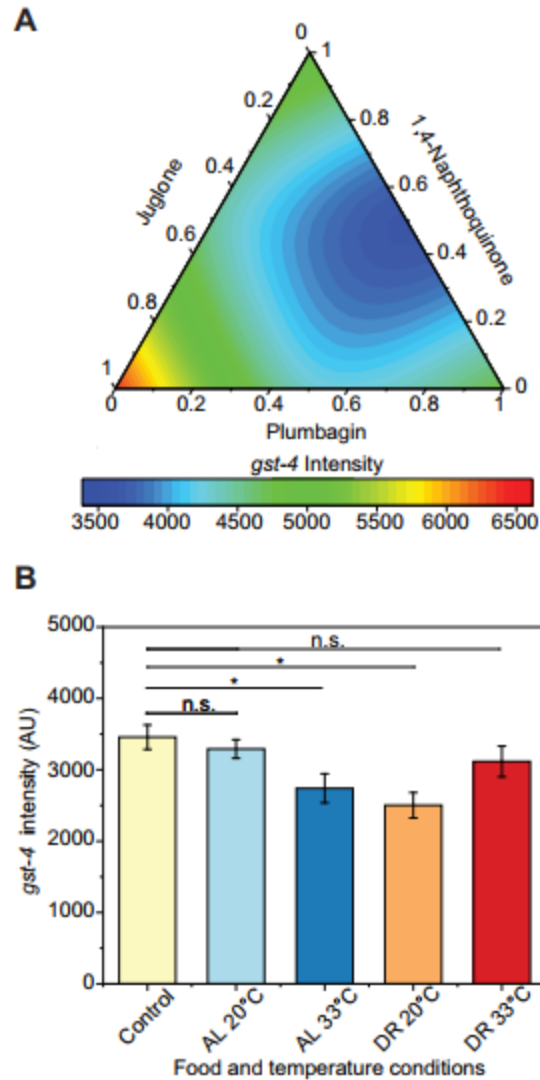 A
0
1
0.2
0.8
0.4
0.6
0.6
0.4
0.8
0.2
1
0
Juglone
1,4-Naphthoquinone
0
0.2
0.4
0.6
0.8
1
Plumbagin
gst-4 Intensity
3500 4000 4500 5000 5500 6000 6500
B
5000
4000
3000
2000
1000
0
gst-4 intensity (AU)
n.s.
*
*
n.s.
Control
AL 20°C
AL 33°C
DR 20°C
DR 33°C
Food and temperature conditions